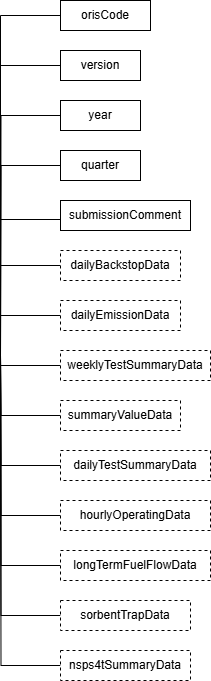 orisCode
version
year
quarter
submissionComment
dailyBackstopData
dailyEmissionData
weeklyTestSummaryData
summaryValueData
dailyTestSummaryData
hourlyOperatingData
longTermFuelFlowData
sorbentTrapData
nsps4tSummaryData